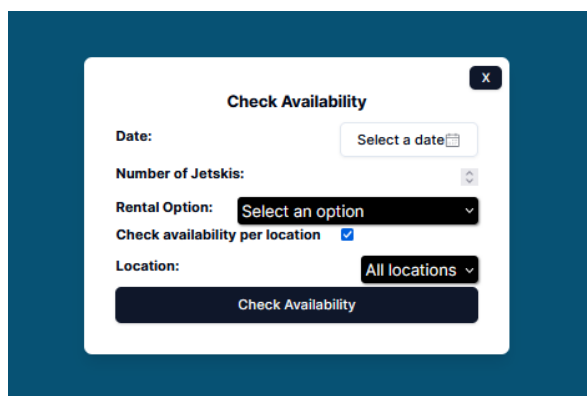 X
Check Availability
Date: Select a date
Number of Jetskis:
Rental Option: Select an option
Check availability per location
Location: All locations
Check Availability